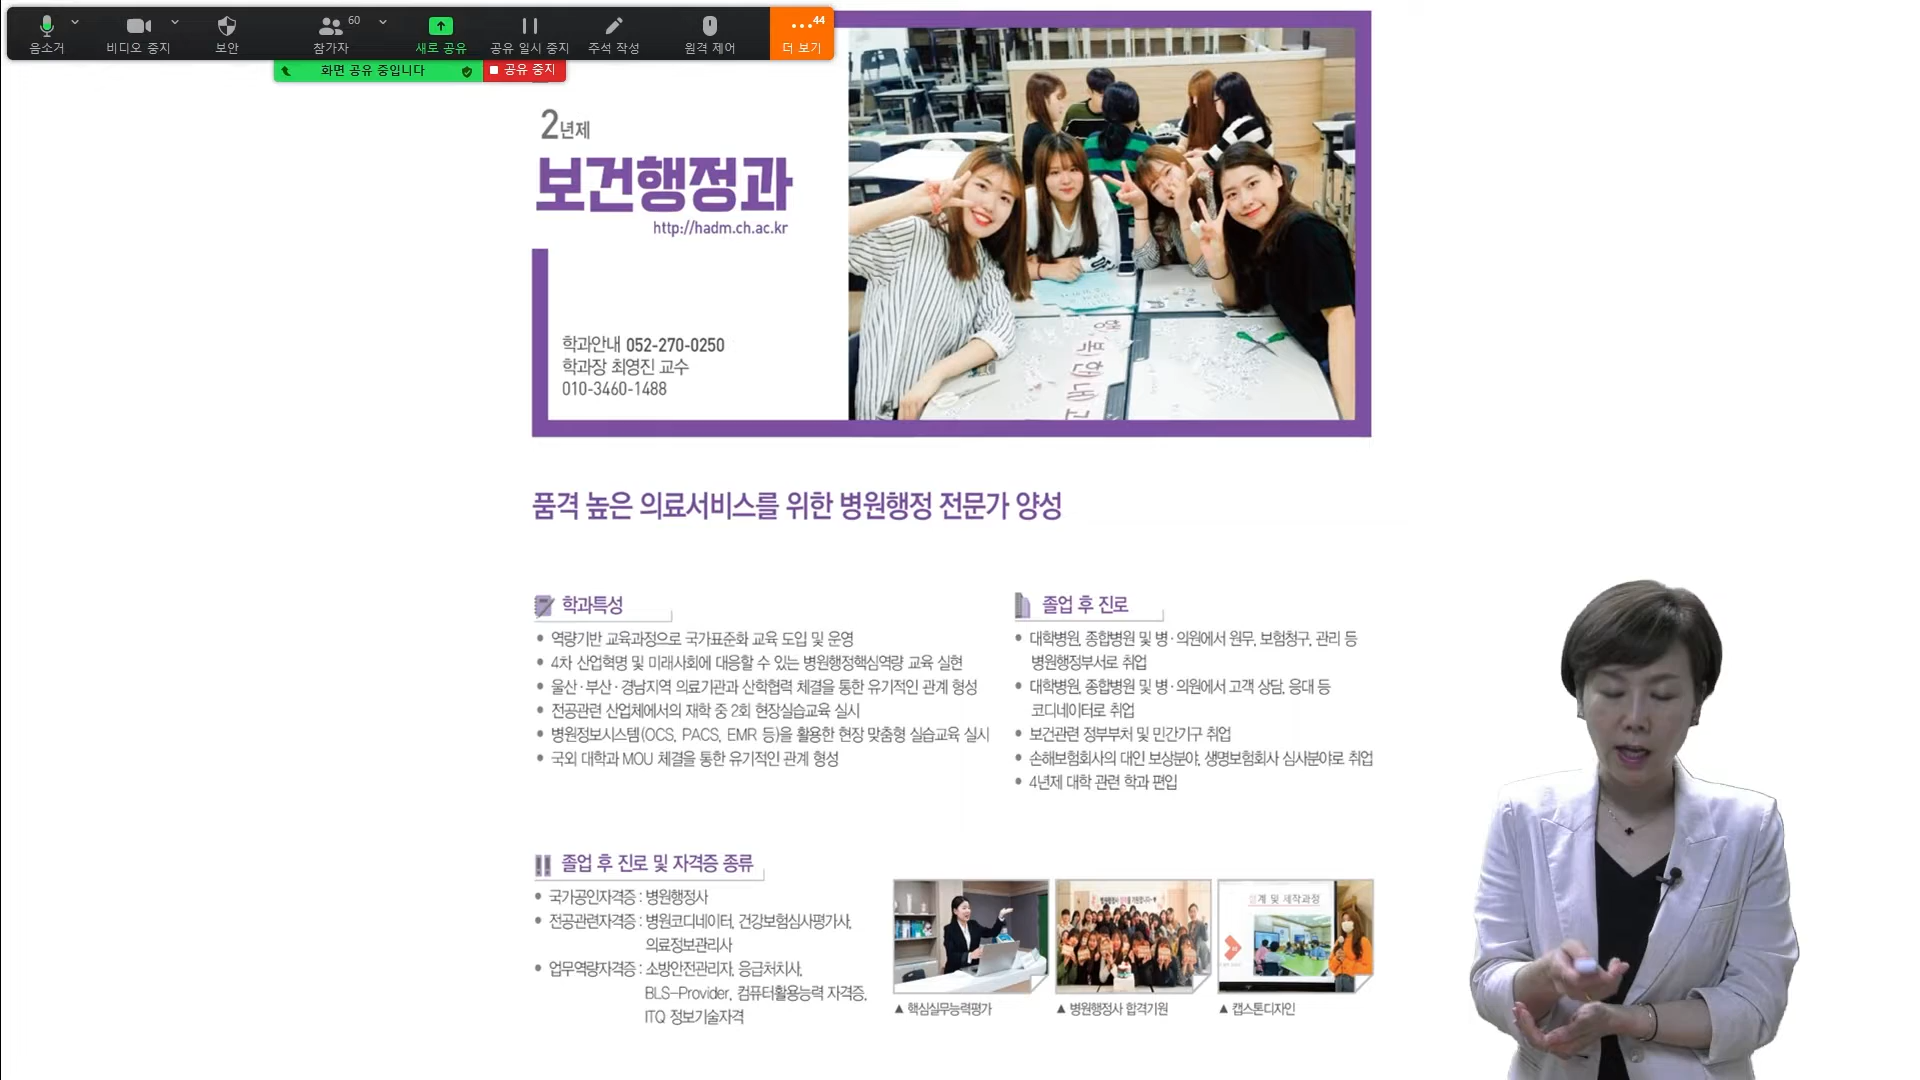 음소거
비디오 중지
보안
60
참가자
새로 공유
공유 일시 중지
주석 작성
원격 제어
44
더 보기
화면 공유 중입니다
공유 중지
2년제
보건행정과
http://hadm.ch.ac.kr
학과안내 052-270-0250
학과장 최영진 교수
010-3460-1488
품격 높은 의료서비스를 위한 병원행정 전문가 양성
학과특성
• 역량기반 교육과정으로 국가표준화 교육 도입 및 운영
• 4차 산업혁명 및 미래사회에 대응할 수 있는 병원행정핵심역량 교육 실현
• 울산·부산·경남지역 의료기관과 산학협력 체결을 통한 유기적인 관계 형성
• 전공관련 산업체에서의 재학 중 2회 현장실습교육 실시
• 병원정보시스템(OCS, PACS, EMR 등)을 활용한 현장 맞춤형 실습교육 실시
• 국외 대학과 MOU 체결을 통한 유기적인 관계 형성
졸업 후 진로
• 대학병원, 종합병원 및 병·의원에서 원무, 보험청구, 관리 등
병원행정부서로 취업
• 대학병원, 종합병원 및 병·의원에서 고객 상담, 응대 등
코디네이터로 취업
• 보건관련 정부부처 및 민간기구 취업
• 손해보험회사의 대인 보상분야, 생명보험회사 심사분야로 취업
• 4년제 대학 관련 학과 편입
졸업 후 진로 및 자격증 종류
• 국가공인자격증 : 병원행정사
• 전공관련자격증 : 병원코디네이터, 건강보험심사평가사,
의료정보관리사
• 업무역량자격증 : 소방안전관리자, 응급처치사,
BLS-Provider, 컴퓨터활용능력 자격증,
ITQ 정보기술자격
설계 및 제작과정
▲ 핵심실무능력평가
▲ 병원행정사 합격기원
▲ 캡스톤디자인